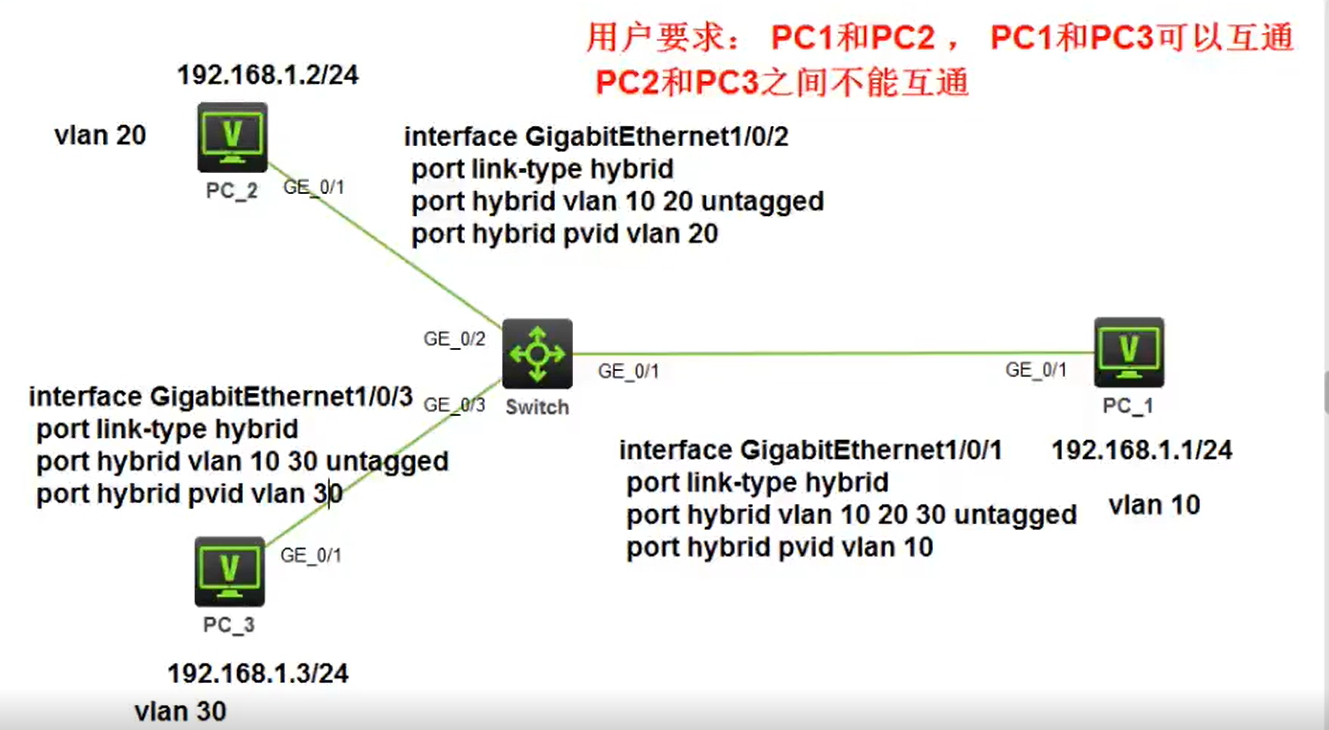 用户要求： PC1和PC2 ， PC1和PC3可以互通
PC2和PC3之间不能互通
192.168.1.2/24
vlan 20
PC_2
GE_0/1
interface GigabitEthernet1/0/2
port link-type hybrid
port hybrid vlan 10 20 untagged
port hybrid pvid vlan 20
GE_0/2
GE_0/3
Switch
GE_0/1
GE_0/1
PC_1
interface GigabitEthernet1/0/3
port link-type hybrid
port hybrid vlan 10 30 untagged
port hybrid pvid vlan 30
interface GigabitEthernet1/0/1
port link-type hybrid
port hybrid vlan 10 20 30 untagged
port hybrid pvid vlan 10
192.168.1.1/24
vlan 10
GE_0/1
PC_3
192.168.1.3/24
vlan 30